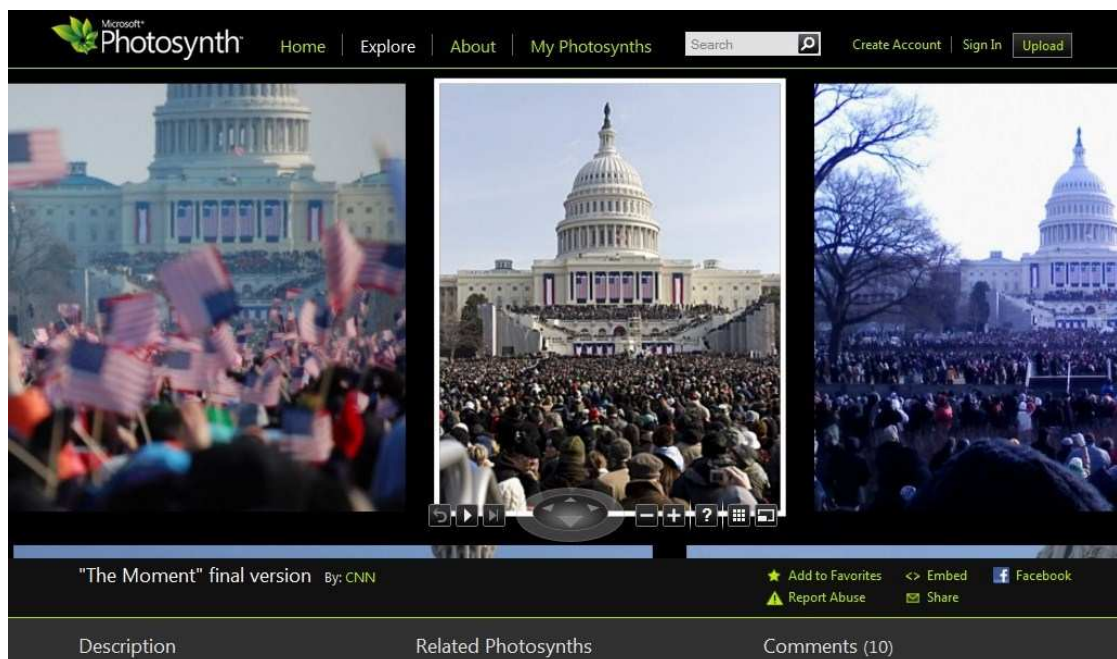 Microsoft®
Photosynth™
Home Explore About My Photosynths Search Create Account Sign In Upload
?
"The Moment" final version By: CNN
Add to Favorites <> Embed Facebook
Report Abuse Share
Description Related Photosynths Comments (10)